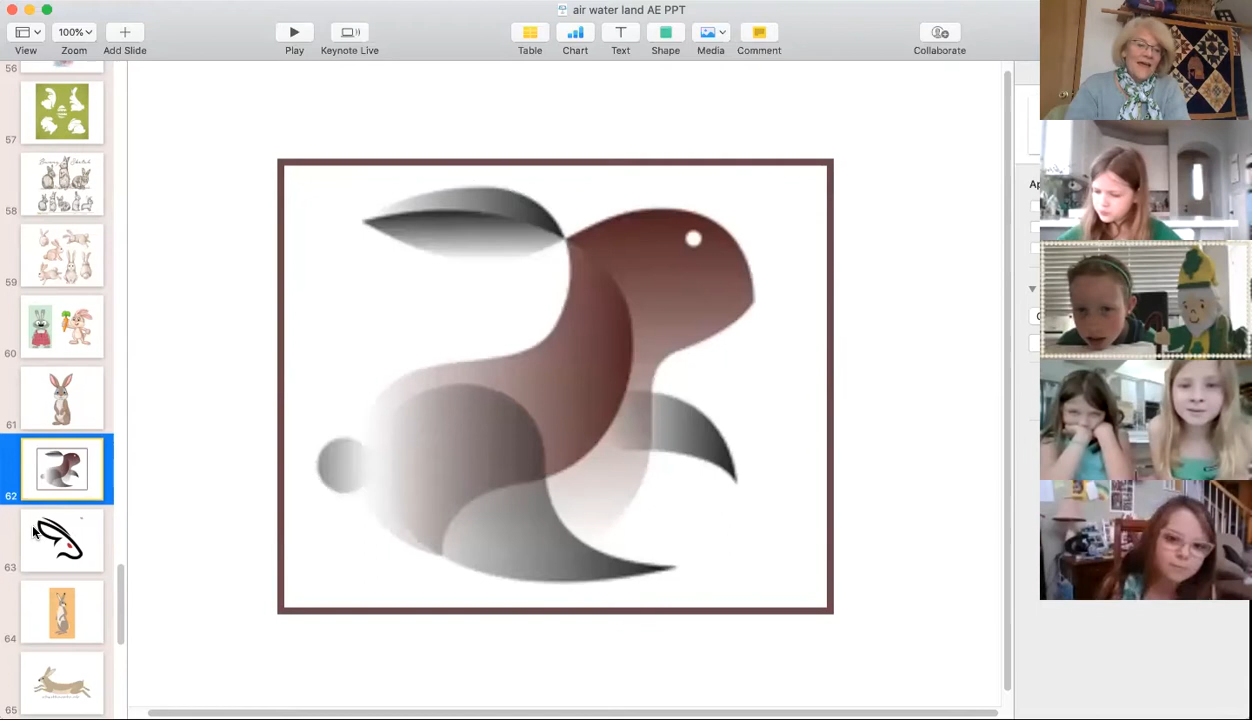 air water land AE PPT
100%
View
Zoom
Add Slide
Play
Keynote Live
Table
Chart
Text
Shape
Media
Comment
Collaborate
56
57
58
59
60
61
62
63
64
65